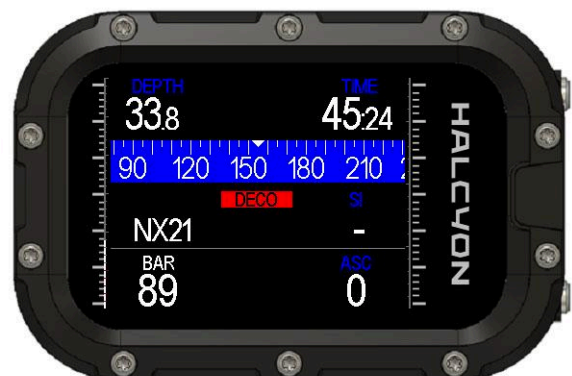 DEPTH TIME
33.8 45:24
90 120 150 180 210
DECO SI
NX21 -
BAR ASC
89 0
HALCYON